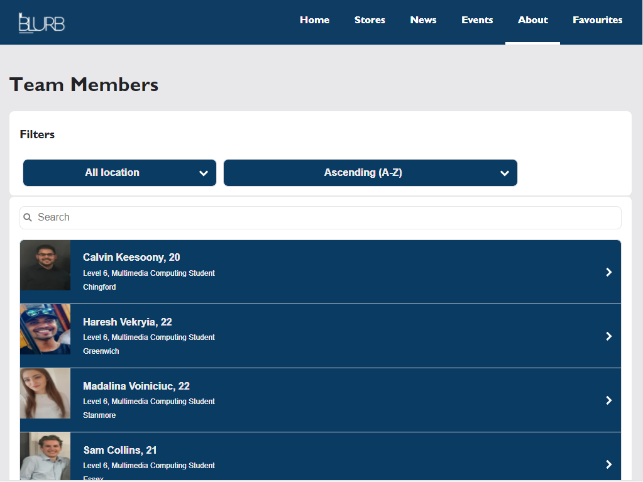 BLURB
Home Stores News Events About Favourites
Team Members
Filters
All location
Ascending (A-Z)
Search
Calvin Keesoony, 20
Level 6, Multimedia Computing Student
Chingford
Haresh Vekryia, 22
Level 6, Multimedia Computing Student
Greenwich
Madalina Voiniciuc, 22
Level 6, Multimedia Computing Student
Stanmore
Sam Collins, 21
Level 6, Multimedia Computing Student
Essex